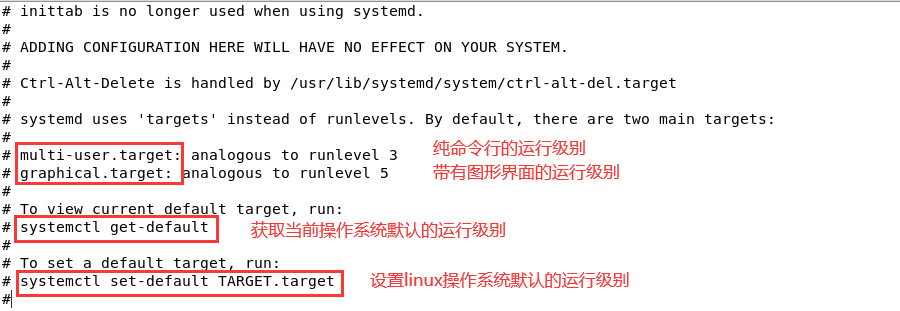 # inittab is no longer used when using systemd.
#
# ADDING CONFIGURATION HERE WILL HAVE NO EFFECT ON YOUR SYSTEM.
#
# Ctrl-Alt-Delete is handled by /usr/lib/systemd/system/ctrl-alt-del.target
#
# systemd uses 'targets' instead of runlevels. By default, there are two main targets:
#
# multi-user.target: analogous to runlevel 3 纯命令行的运行级别
# graphical.target: analogous to runlevel 5 带有图形界面的运行级别
#
# To view current default target, run:
# systemctl get-default 获取当前操作系统默认的运行级别
#
# To set a default target, run:
# systemctl set-default TARGET.target 设置linux操作系统默认的运行级别
#